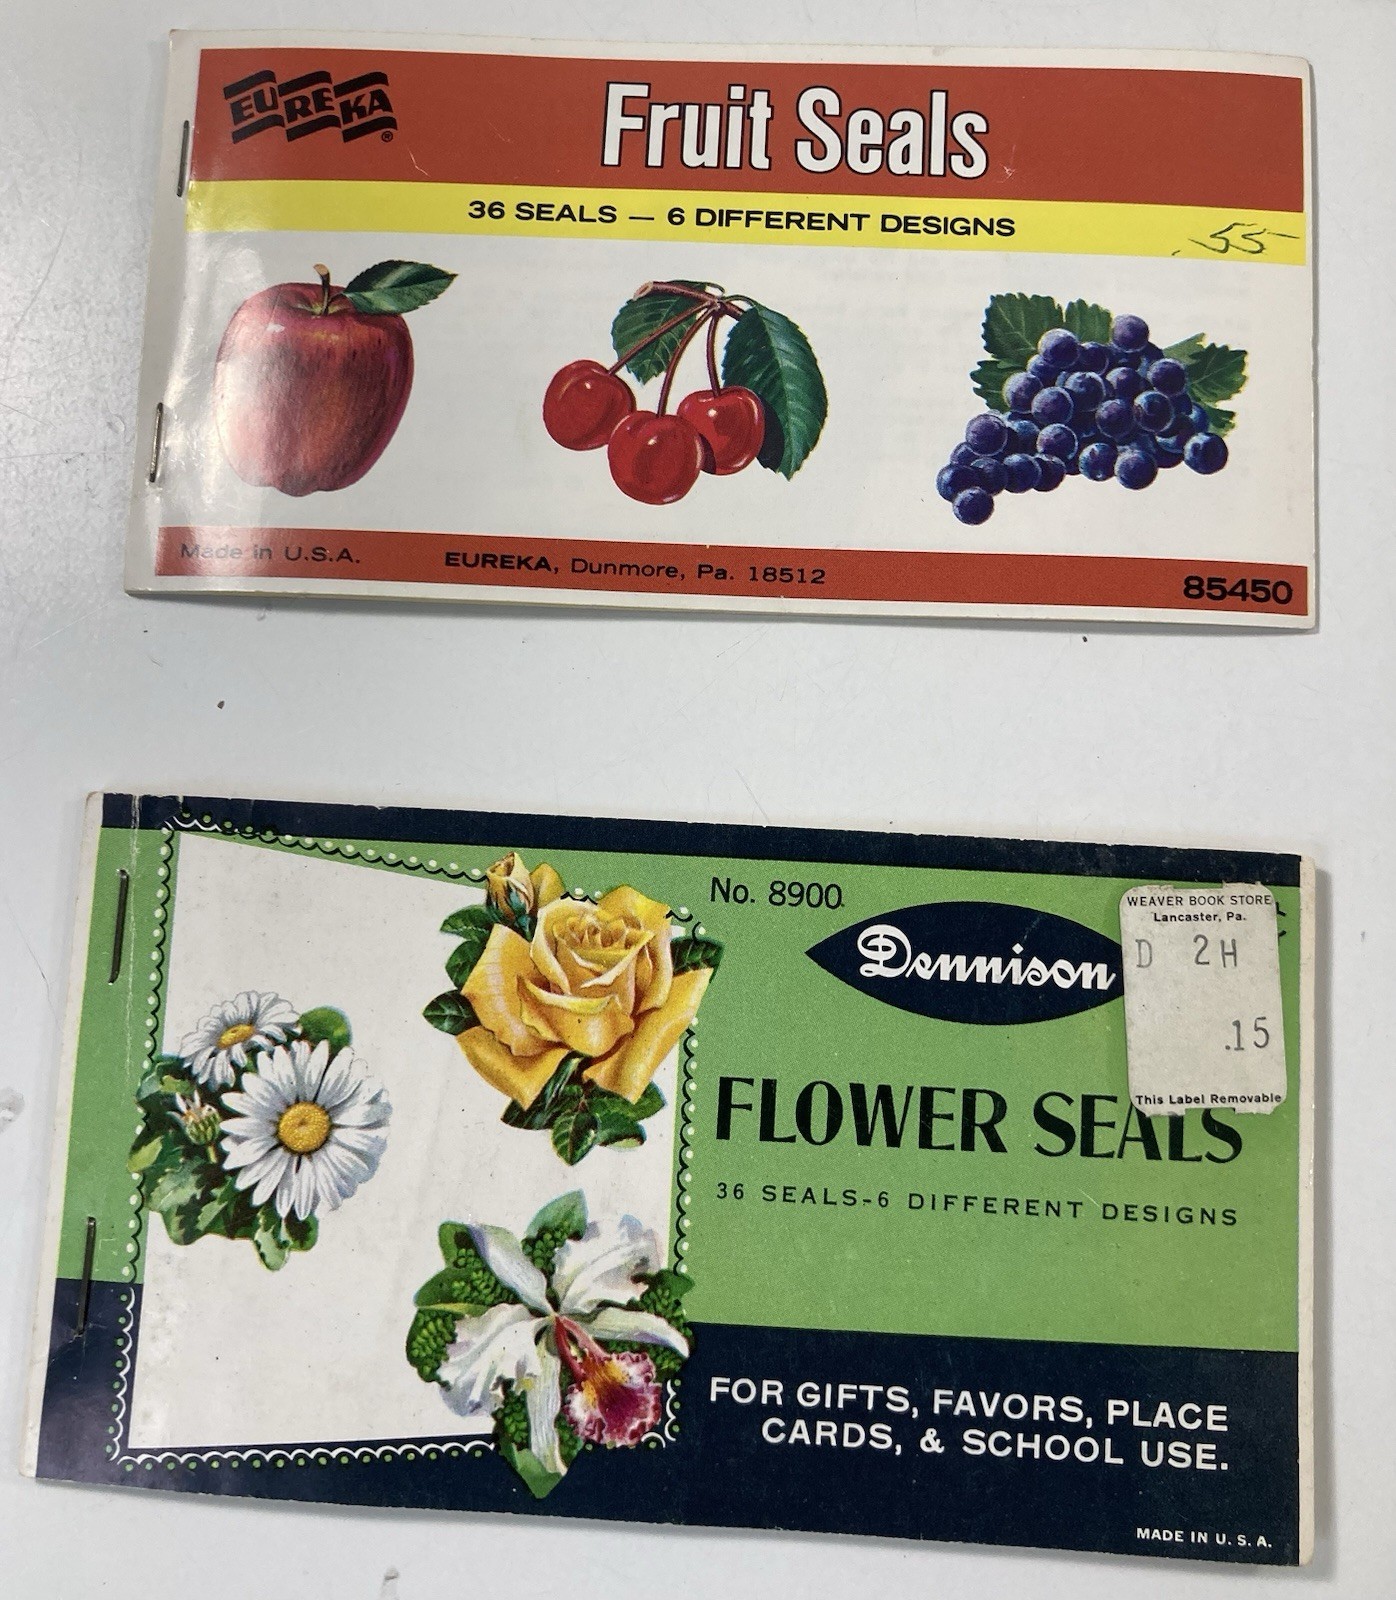 EUREKA®
Fruit Seals
36 SEALS — 6 DIFFERENT DESIGNS
.55
Made in U.S.A.
EUREKA, Dunmore, Pa. 18512
85450
No. 8900
Dennison
WEAVER BOOK STORE
Lancaster, Pa.
D 2H
.15
This Label Removable
FLOWER SEALS
36 SEALS-6 DIFFERENT DESIGNS
FOR GIFTS, FAVORS, PLACE
CARDS, & SCHOOL USE.
MADE IN U. S. A.